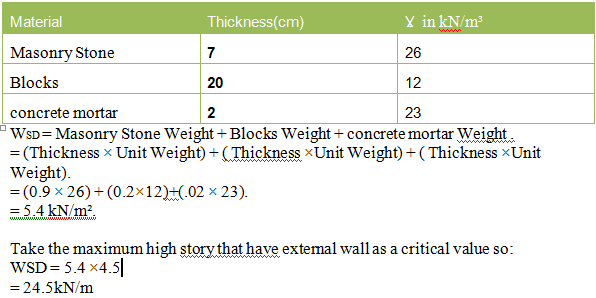 Material Thickness(cm) ɣ in kN/m³
Masonry Stone 7 26
Blocks 20 12
concrete mortar 2 23
WSD= Masonry Stone Weight + Blocks Weight + concrete mortar Weight .
= (Thickness × Unit Weight) + ( Thickness ×Unit Weight) + ( Thickness ×Unit
Weight).
= (0.9 × 26) + (0.2×12)+(.02 × 23).
= 5.4 kN/m².
Take the maximum high story that have external wall as a critical value so:
WSD = 5.4 ×4.5
= 24.5kN/m